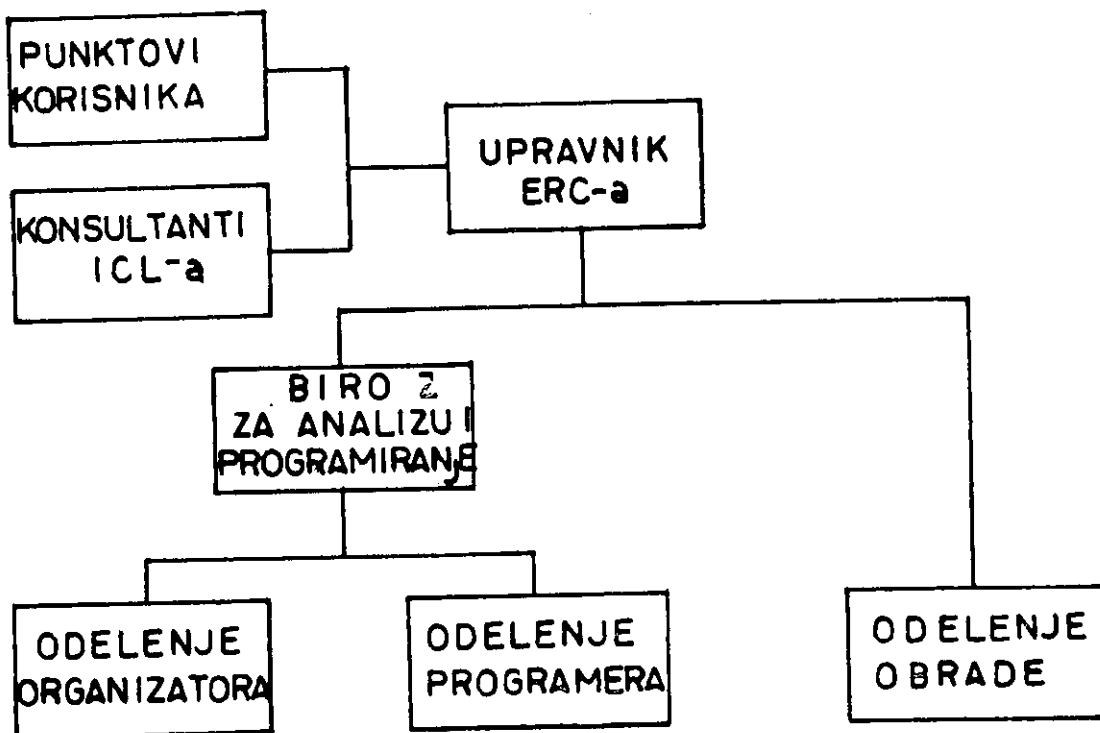 PUNKTOVI
KORISNIKA
UPRAVNIK
ERC-a
KONSULTANTI
ICL-a
BIRO Z
ZA ANALIZU I
PROGRAMIRANJE
ODELENJE
ORGANIZATORA
ODELENJE
PROGRAMERA
ODELENJE
OBRADE